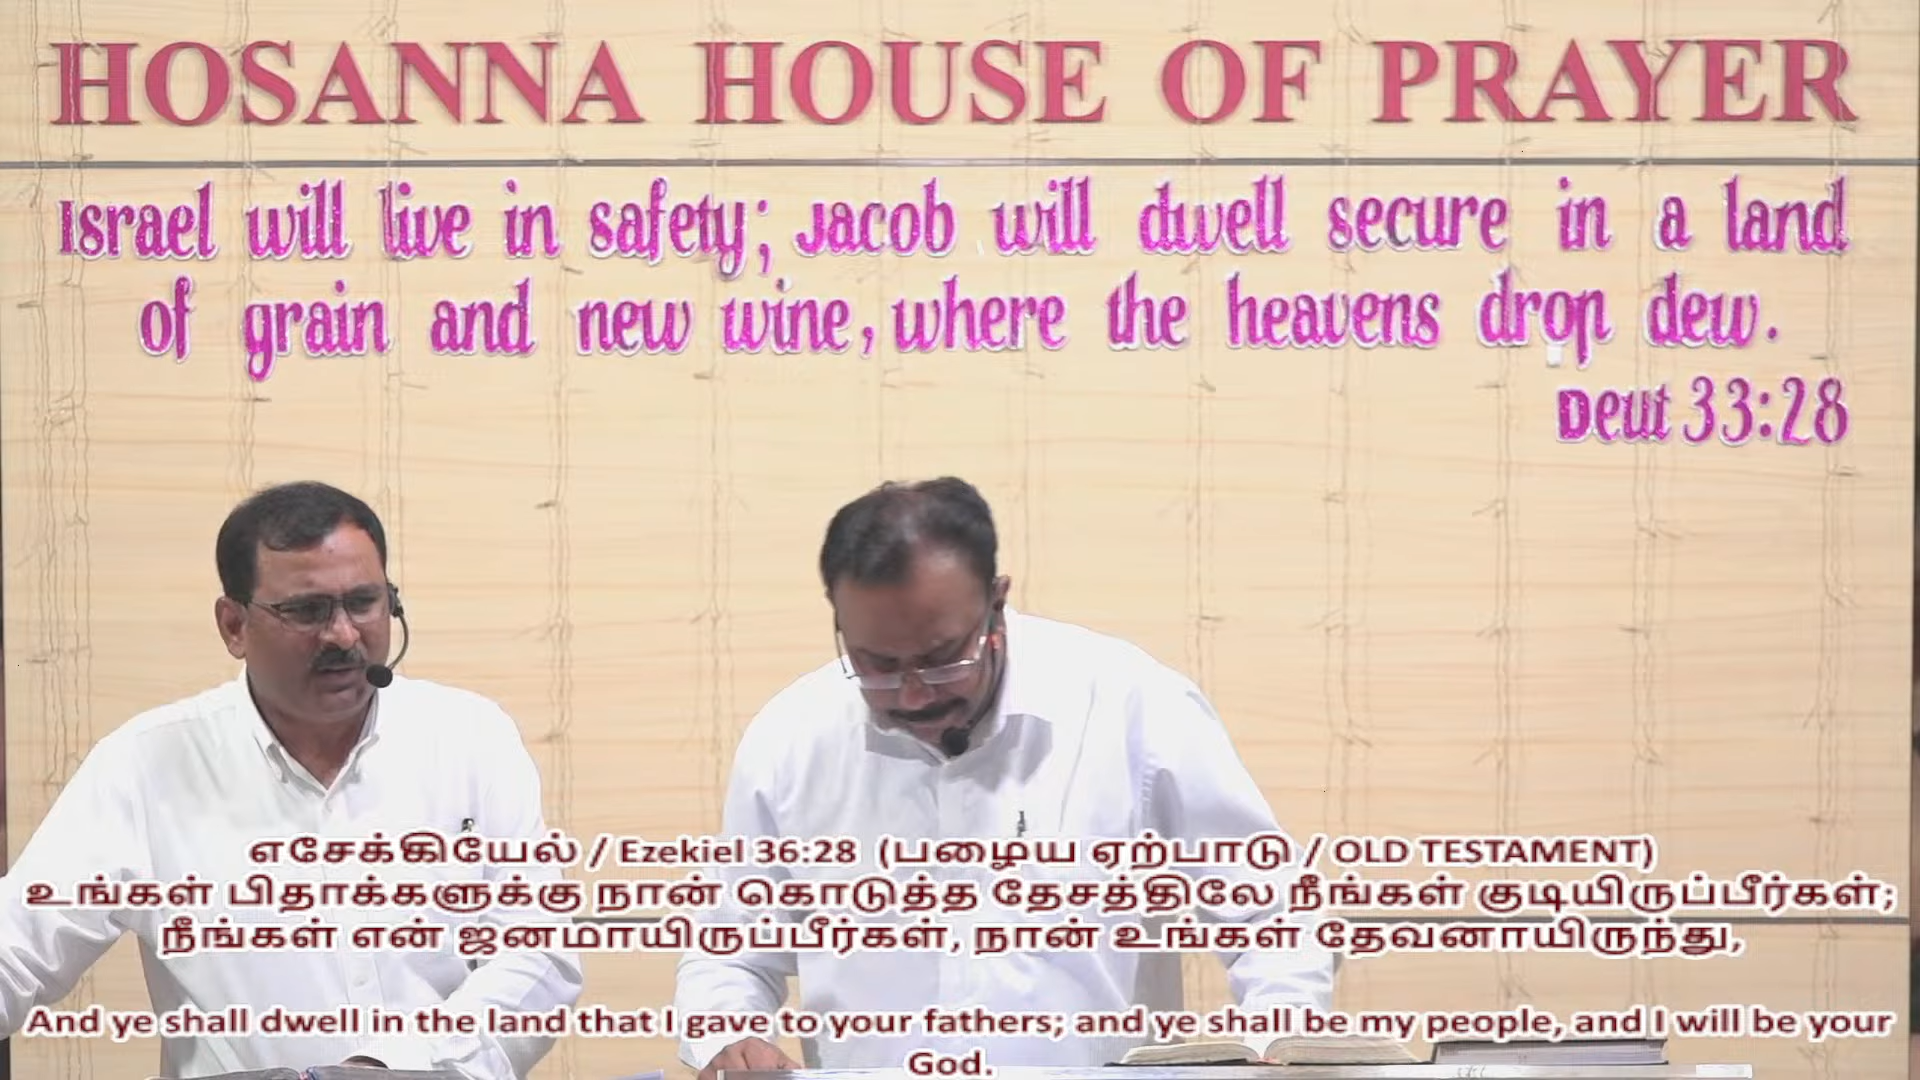 HOSANNA HOUSE OF PRAYER
Israel will live in safety; Jacob will dwell secure in a land
of grain and new wine, where the heavens drop dew.
Deut 33:28
எசேக்கியேல் / Ezekiel 36:28 (பழைய ஏற்பாடு / OLD TESTAMENT)
உங்கள் பிதாக்களுக்கு நான் கொடுத்த தேசத்திலே நீங்கள் குடியிருப்பீர்கள்;
நீங்கள் என் ஜனமாயிருப்பீர்கள், நான் உங்கள் தேவனாயிருந்து,
And ye shall dwell in the land that I gave to your fathers; and ye shall be my people, and I will be your
God.